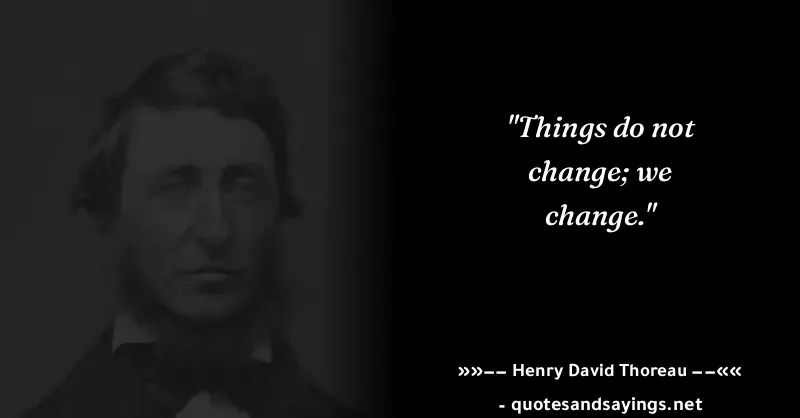 "Things do not
change; we
change."
»»–– Henry David Thoreau ––««
- quotesandsayings.net